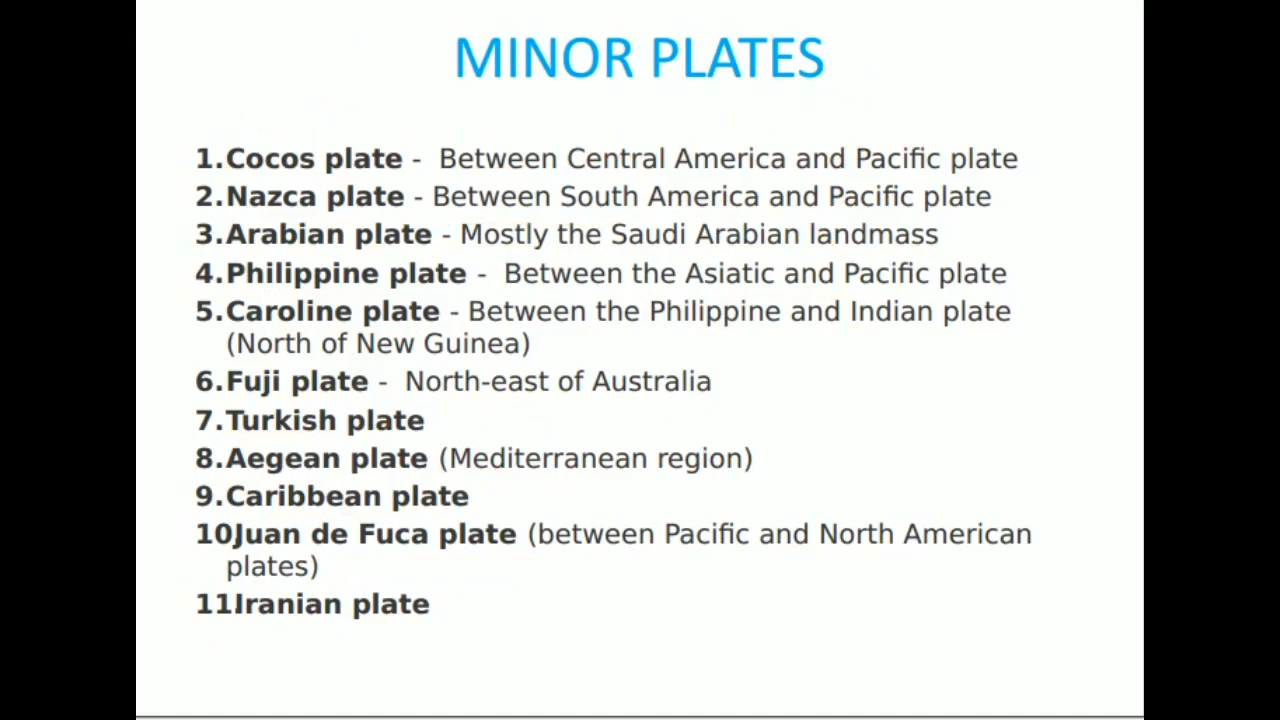 MINOR PLATES
1.Cocos plate - Between Central America and Pacific plate
2.Nazca plate - Between South America and Pacific plate
3.Arabian plate - Mostly the Saudi Arabian landmass
4.Philippine plate - Between the Asiatic and Pacific plate
5.Caroline plate - Between the Philippine and Indian plate
(North of New Guinea)
6.Fuji plate - North-east of Australia
7.Turkish plate
8.Aegean plate (Mediterranean region)
9.Caribbean plate
10.Juan de Fuca plate (between Pacific and North American
plates)
11.Iranian plate